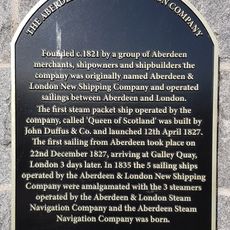 THE ABERDEEN COMPANY
Founded c.1821 by a group of Aberdeen
merchants, shipowners and shipbuilders the
company was originally named Aberdeen &
London New Shipping Company and operated
sailings between Aberdeen and London.
The first steam packet ship operated by the
company, called 'Queen of Scotland' was built by
John Duffus & Co. and launched 12th April 1827.
The first sailing from Aberdeen took place on
22nd December 1827, arriving at Galley Quay,
London 3 days later. In 1835 the 5 sailing ships
operated by the Aberdeen & London New Shipping
Company were amalgamated with the 3 steamers
operated by the Aberdeen & London Steam
Navigation Company and the Aberdeen Steam
Navigation Company was born.